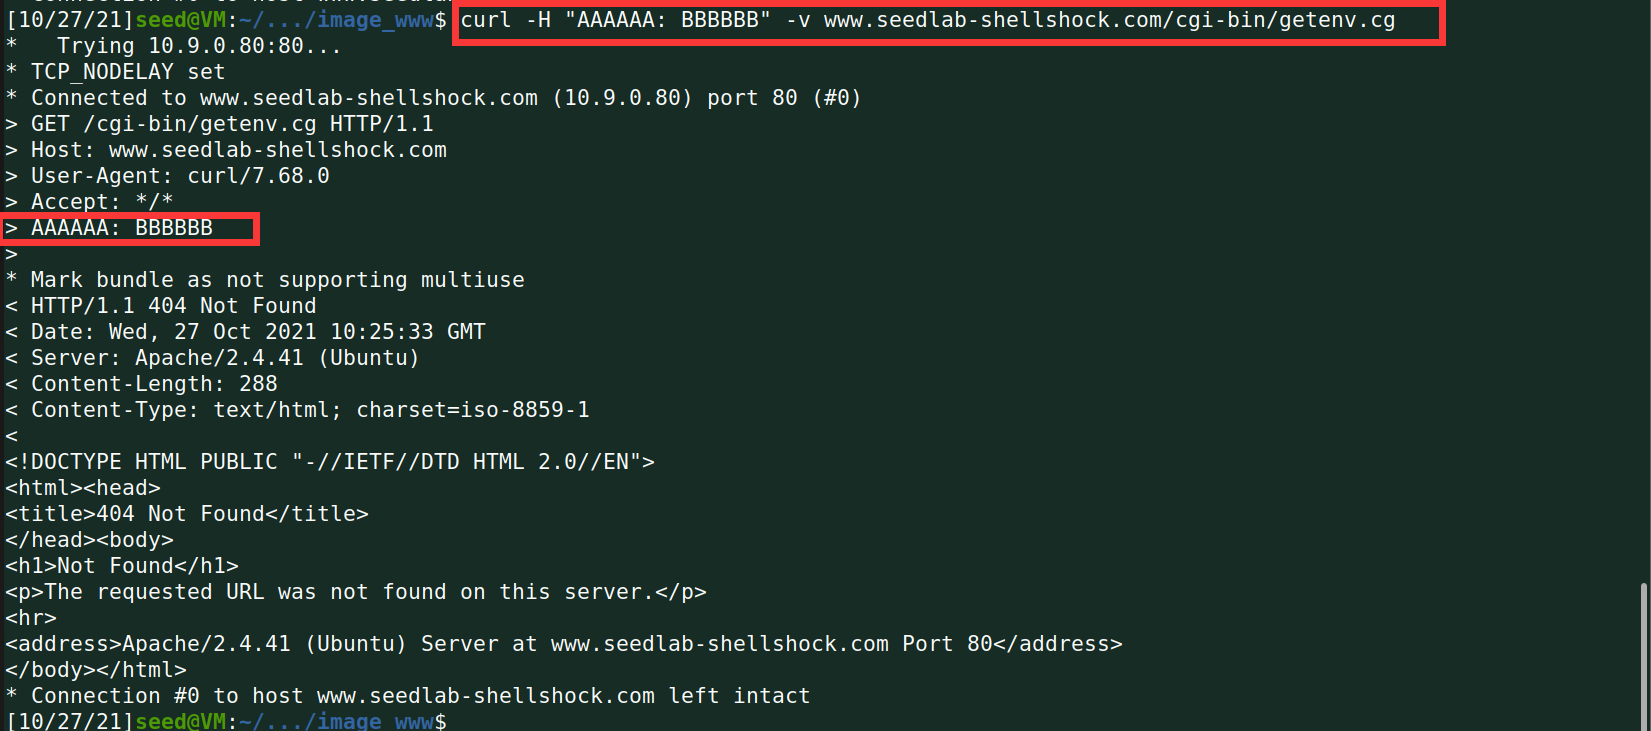 connection #0 to host www.seedlab
[10/27/21]seed@VM:~/.../image_www$ curl -H "AAAAAA: BBBBBB" -v www.seedlab-shellshock.com/cgi-bin/getenv.cg
*   Trying 10.9.0.80:80...
* TCP_NODELAY set
* Connected to www.seedlab-shellshock.com (10.9.0.80) port 80 (#0)
> GET /cgi-bin/getenv.cg HTTP/1.1
> Host: www.seedlab-shellshock.com
> User-Agent: curl/7.68.0
> Accept: */*
> AAAAAA: BBBBBB
>
* Mark bundle as not supporting multiuse
< HTTP/1.1 404 Not Found
< Date: Wed, 27 Oct 2021 10:25:33 GMT
< Server: Apache/2.4.41 (Ubuntu)
< Content-Length: 288
< Content-Type: text/html; charset=iso-8859-1
<
<!DOCTYPE HTML PUBLIC "-//IETF//DTD HTML 2.0//EN">
<html><head>
<title>404 Not Found</title>
</head><body>
<h1>Not Found</h1>
<p>The requested URL was not found on this server.</p>
<hr>
<address>Apache/2.4.41 (Ubuntu) Server at www.seedlab-shellshock.com Port 80</address>
</body></html>
* Connection #0 to host www.seedlab-shellshock.com left intact
[10/27/21]seed@VM:~/.../image_www$